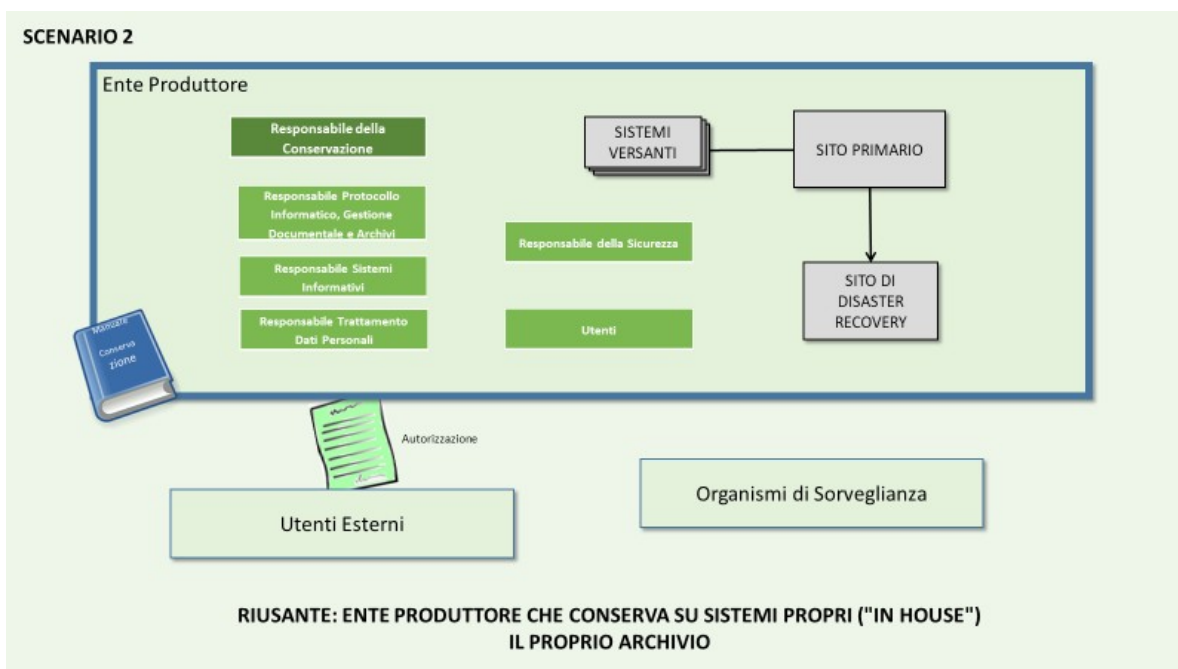 SCENARIO 2
Ente Produttore
Responsabile della
Conservazione
Responsabile Protocollo
Informatico, Gestione
Documentale e Archivi
Responsabile Sistemi
Informativi
Responsabile Trattamento
Dati Personali
Responsabile della Sicurezza
Utenti
SISTEMI
VERSANTI
SITO PRIMARIO
SITO DI
DISASTER
RECOVERY
Manuale
Conserva
zione
Autorizzazione
Utenti Esterni
Organismi di Sorveglianza
RIUSANTE: ENTE PRODUTTORE CHE CONSERVA SU SISTEMI PROPRI ("IN HOUSE")
IL PROPRIO ARCHIVIO